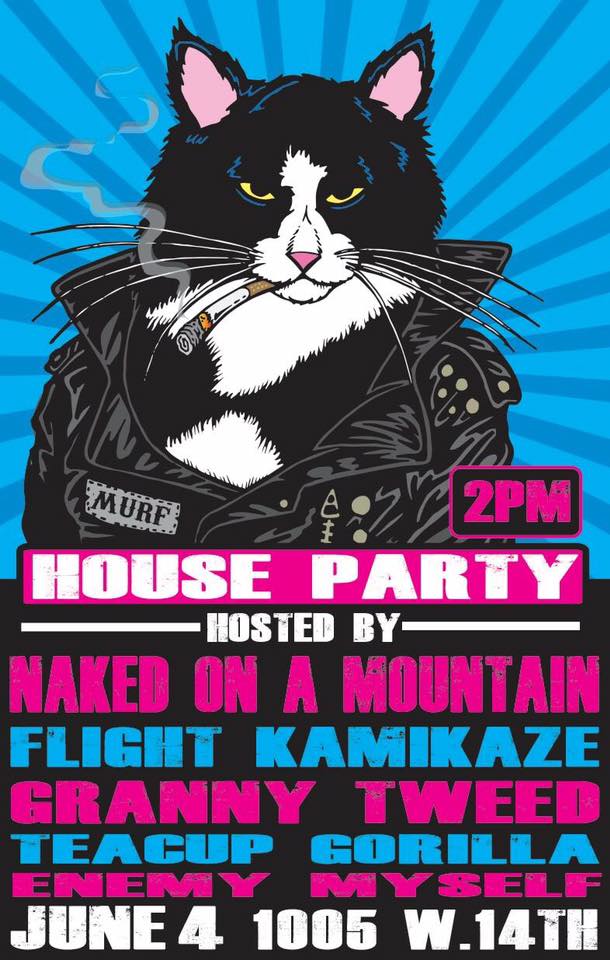 MURF
2PM
HOUSE PARTY
HOSTED BY
NAKED ON A MOUNTAIN
FLIGHT KAMIKAZE
GRANNY TWEED
TEACUP GORILLA
ENEMY MYSELF
JUNE 4 1005 W.14TH